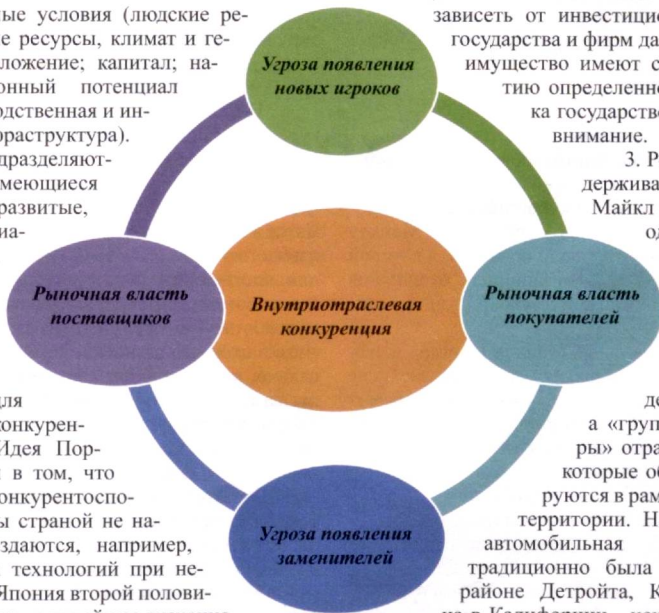 ные условия (людские ре-
е ресурсы, климат и ге-
ложение; капитал; на-
онный потенциал
одственная и ин-
фраструктура).
дразделяют-
меющиеся
развитые,
иа-
для
конкурен-
Идея Пор-
в том, что
онкурентоспо-
ы страной не на-
здаются, например,
технологий при не-
Япония второй полови-
Угроза появления
новых игроков
Рыночная власть
поставщиков
Внутриотраслевая
конкуренция
Рыночная власть
покупателей
Угроза появления
заменителей
зависеть от инвестицио
государства и фирм да
имущество имеют с
тию определенно
ка государство
внимание.
3. Р
держива
Майкл
од
де
а «груп
ры» отра
которые об
руются в рам
территории. Н
автомобильная
традиционно была
районе Детройта, К